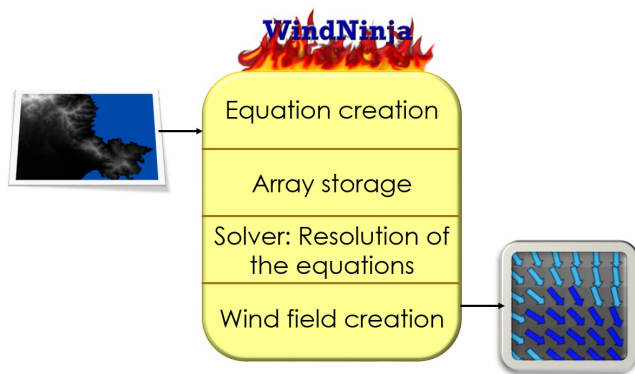 WindNinja
Equation creation
Array storage
Solver: Resolution of
the equations
Wind field creation